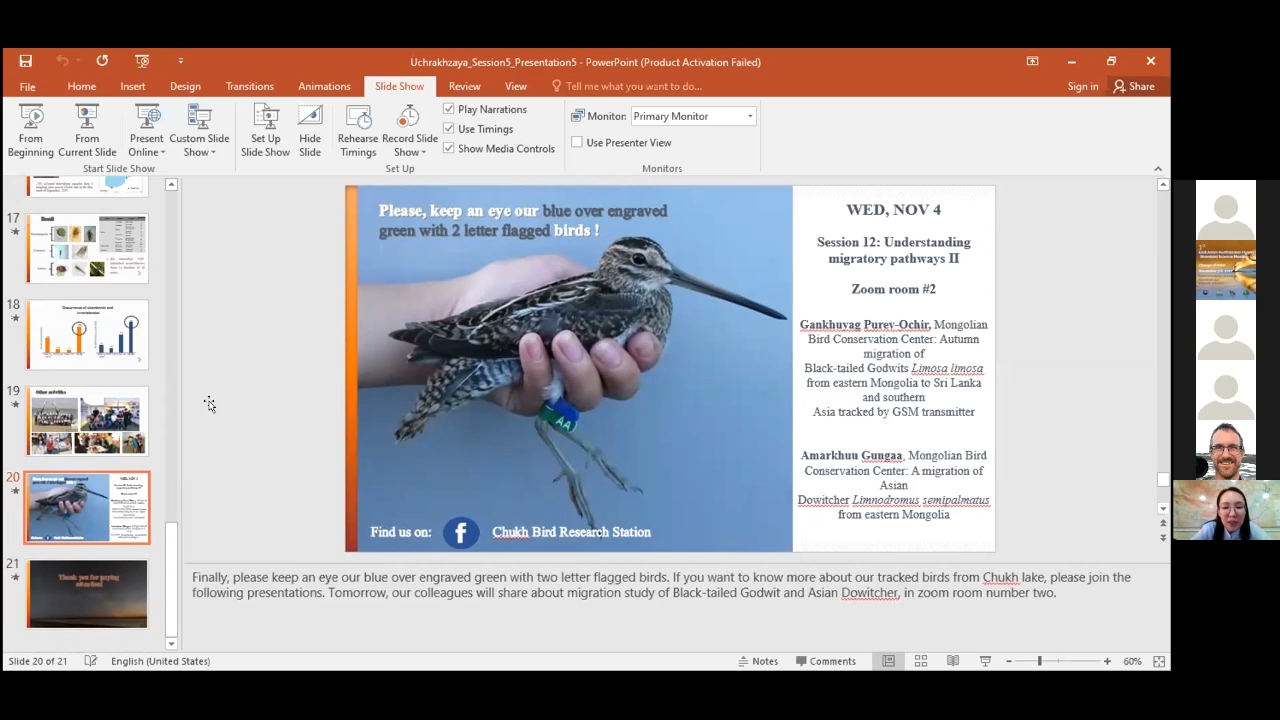 Uchrakhzaya_Session5_Presentation5 - PowerPoint (Product Activation Failed)
File Home Insert Design Transitions Animations Slide Show Review View Tell me what you want to do... Sign in Share
From Beginning
From Current Slide
Present Online
Custom Slide Show
Set Up Slide Show
Hide Slide
Rehearse Timings
Record Slide Show
Play Narrations
Use Timings
Show Media Controls
Monitor: Primary Monitor
Use Presenter View
Start Slide Show Set Up Monitors
17
Result
18
Occurrence of vertebrate and invertebrates
19
20
21
Thank you for paying attention!
Please, keep an eye our blue over engraved
green with 2 letter flagged birds !
AA
Find us on: f Chukh Bird Research Station
WED, NOV 4
Session 12: Understanding
migratory pathways II
Zoom room #2
Gankhuyag Purev-Ochir, Mongolian
Bird Conservation Center: Autumn
migration of
Black-tailed Godwits Limosa limosa
from eastern Mongolia to Sri Lanka
and southern
Asia tracked by GSM transmitter
Amarkhuu Gungaa, Mongolian Bird
Conservation Center: A migration of
Asian
Dowitcher Limnodromus semipalmatus
from eastern Mongolia
Finally, please keep an eye our blue over engraved green with two letter flagged birds. If you want to know more about our tracked birds from Chukh lake, please join the
following presentations. Tomorrow, our colleagues will share about migration study of Black-tailed Godwit and Asian Dowitcher, in zoom room number two.
Slide 20 of 21 English (United States) Notes Comments 60%